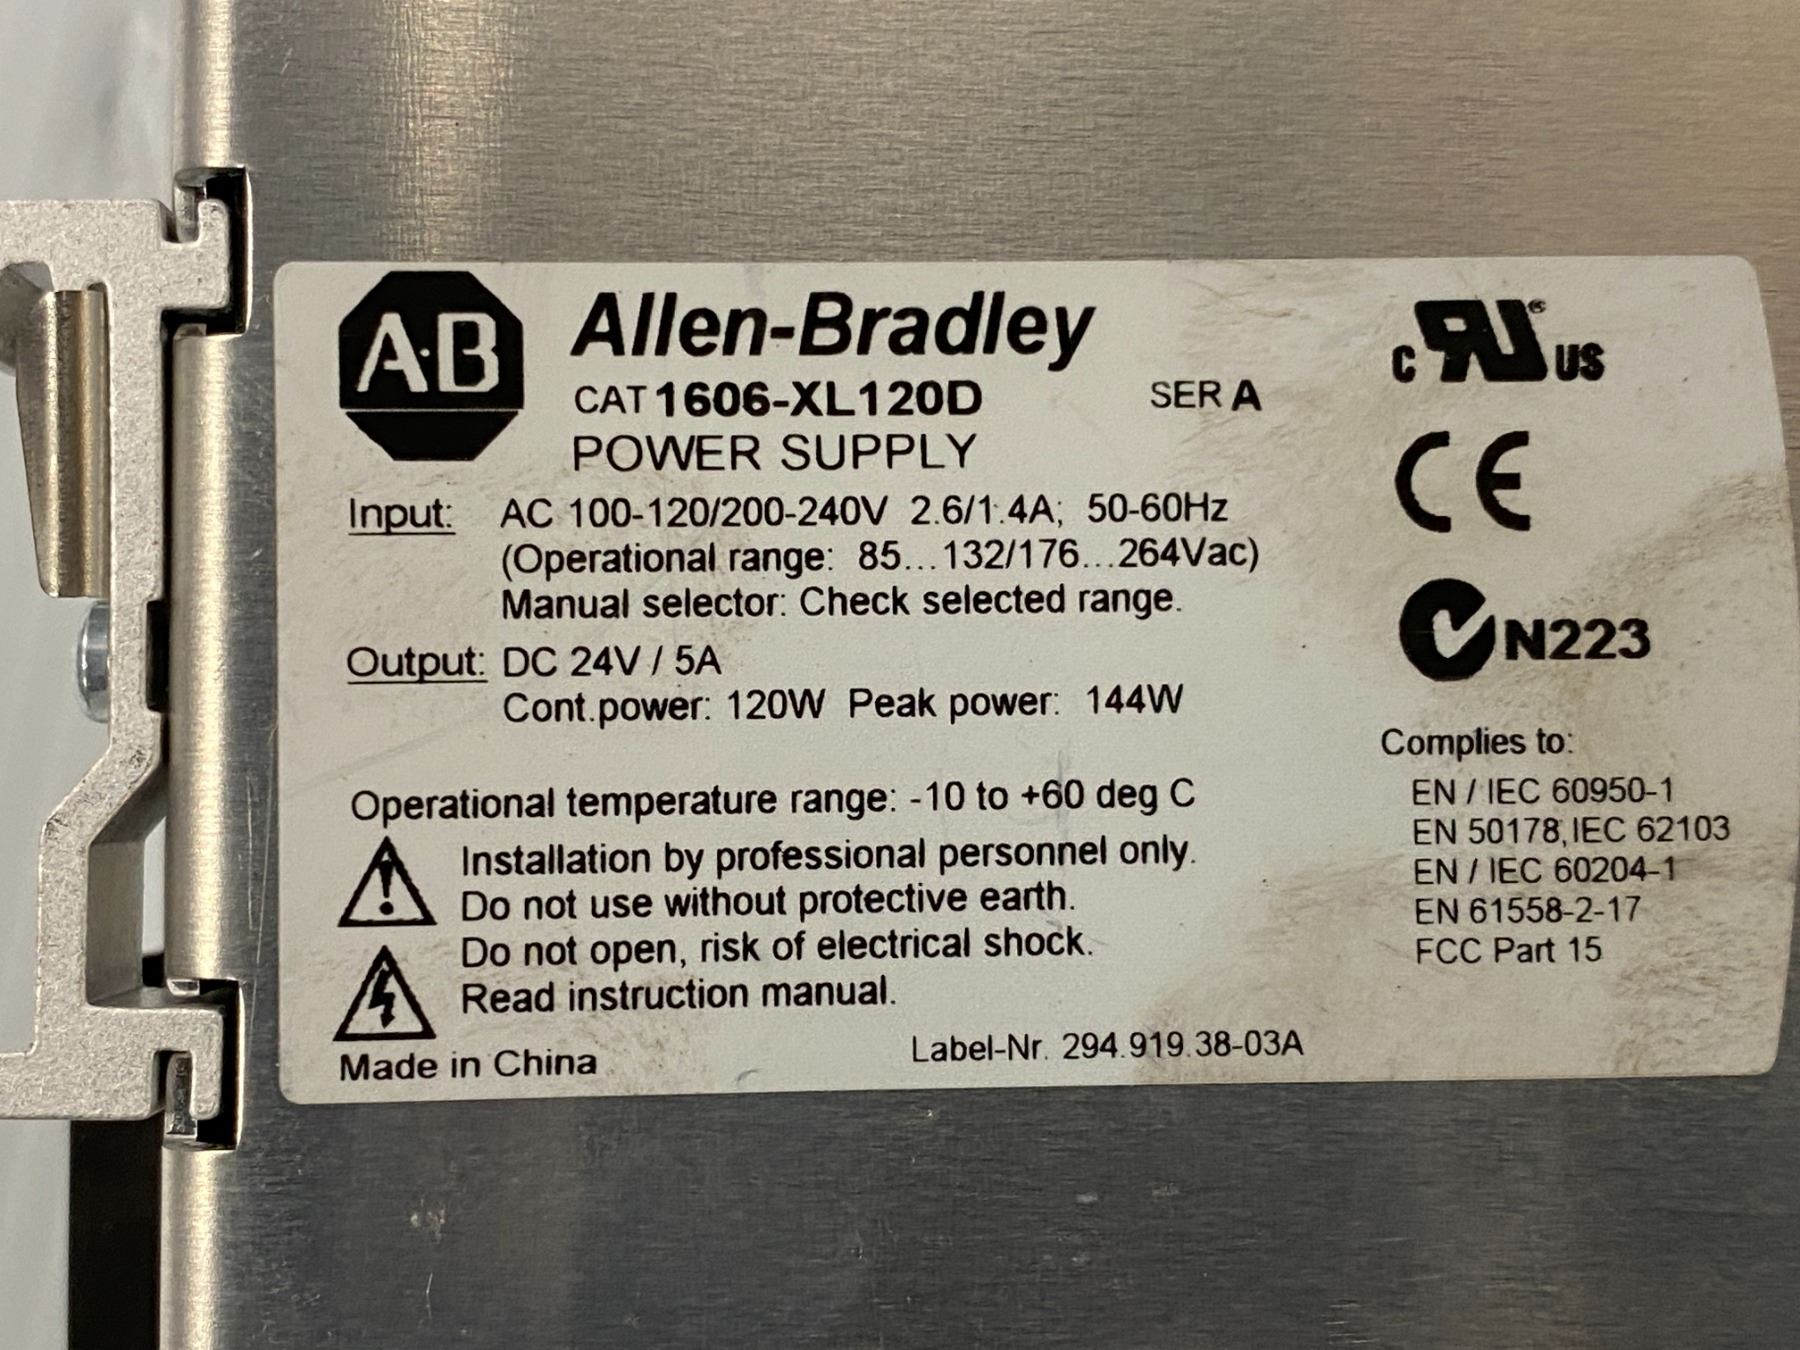 A·B Allen-Bradley
CAT 1606-XL120D SER A
POWER SUPPLY
Input: AC 100-120/200-240V 2.6/1.4A; 50-60Hz
(Operational range: 85...132/176...264Vac)
Manual selector: Check selected range.
Output: DC 24V / 5A
Cont.power: 120W Peak power: 144W
Operational temperature range: -10 to +60 deg C
Installation by professional personnel only.
Do not use without protective earth.
Do not open, risk of electrical shock.
Read instruction manual.
Made in China
Label-Nr. 294.919.38-03A
c RU® US
CE
N223
Complies to:
EN / IEC 60950-1
EN 50178, IEC 62103
EN / IEC 60204-1
EN 61558-2-17
FCC Part 15